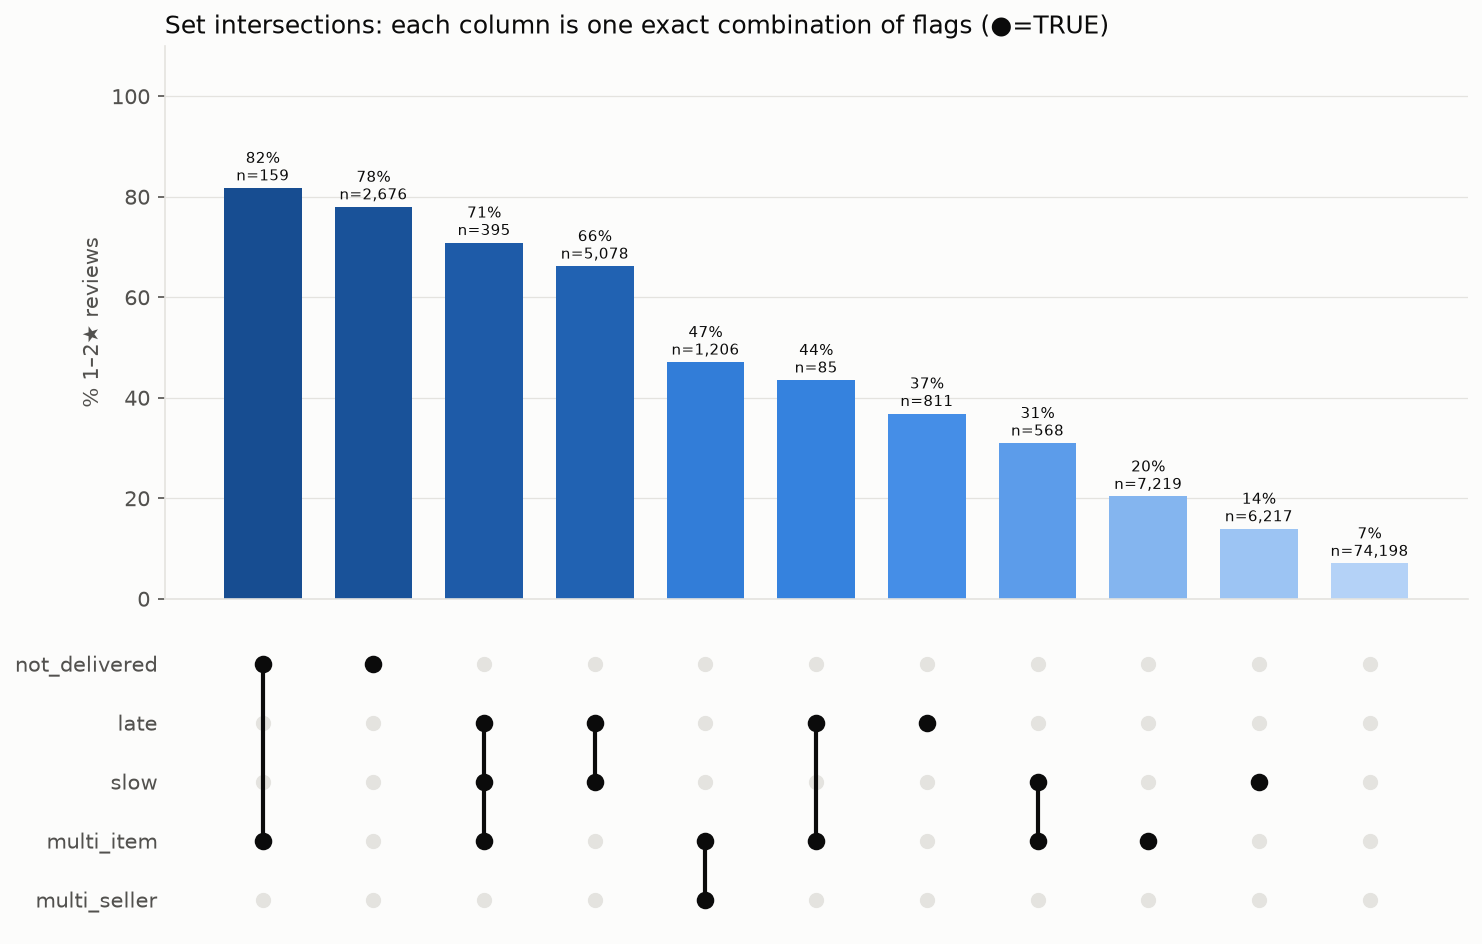 Set intersections: each column is one exact combination of flags (●=TRUE)
% 1–2★ reviews
100
80
60
40
20
0
82%
n=159
78%
n=2,676
71%
n=395
66%
n=5,078
47%
n=1,206
44%
n=85
37%
n=811
31%
n=568
20%
n=7,219
14%
n=6,217
7%
n=74,198
not_delivered
late
slow
multi_item
multi_seller